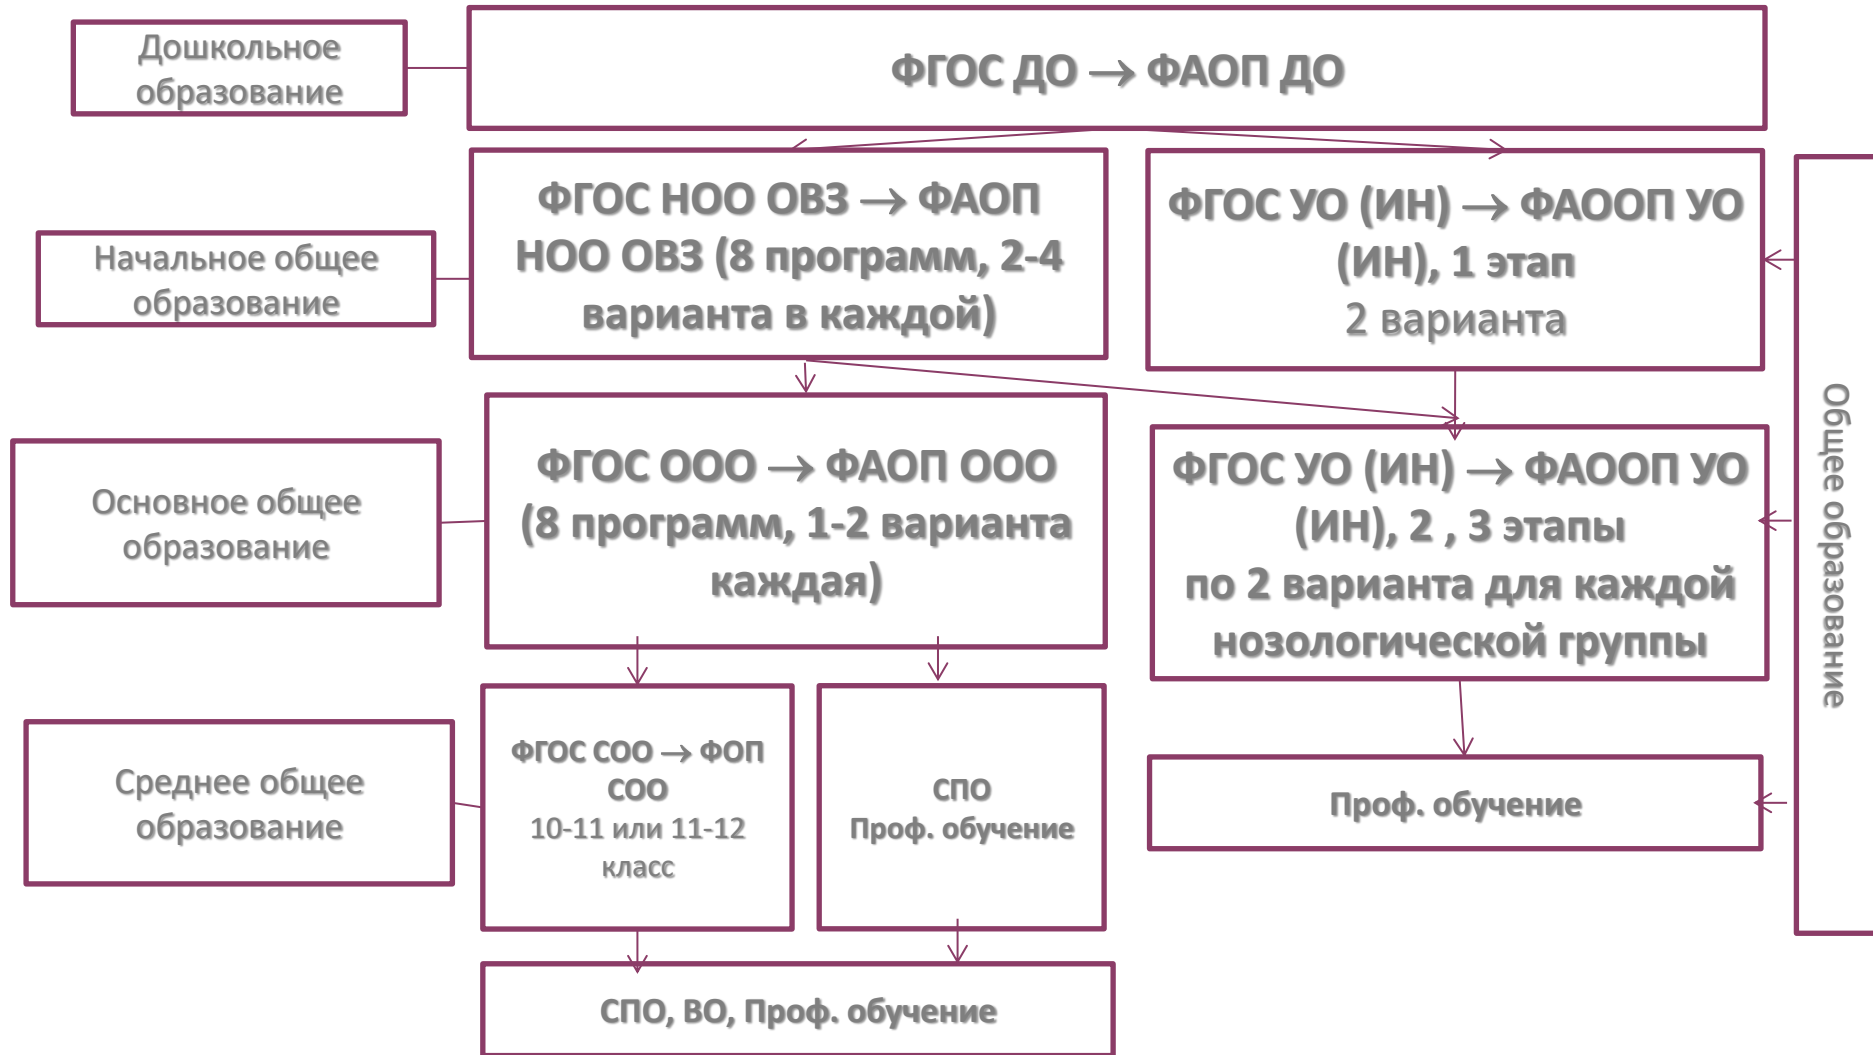 Дошкольное
образование
ФГОС ДО → ФАОП ДО
Начальное общее
образование
ФГОС НОО ОВЗ → ФАОП
НОО ОВЗ (8 программ, 2-4
варианта в каждой)
ФГОС УО (ИН) → ФАООП УО
(ИН), 1 этап
2 варианта
Общее образование
Основное общее
образование
ФГОС ООО → ФАОП ООО
(8 программ, 1-2 варианта
каждая)
ФГОС УО (ИН) → ФАООП УО
(ИН), 2 , 3 этапы
по 2 варианта для каждой
нозологической группы
Среднее общее
образование
ФГОС СОО → ФОП
СОО
10-11 или 11-12
класс
СПО
Проф. обучение
Проф. обучение
СПО, ВО, Проф. обучение